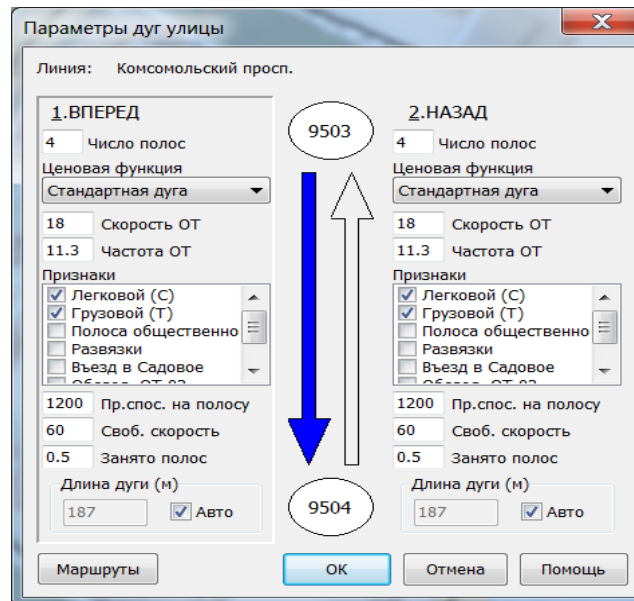 Параметры дуг улицы
Линия: Комсомольский просп.
1.ВПЕРЕД
4 Число полос
Ценовая функция
Стандартная дуга
18 Скорость ОТ
11.3 Частота ОТ
Признаки
Легковой (С)
Грузовой (Т)
Полоса общественно
Развязки
Въезд в Садовое
1200 Пр.спос. на полосу
60 Своб. скорость
0.5 Занято полос
Длина дуги (м)
187 Авто
9503
9504
2.НАЗАД
4 Число полос
Ценовая функция
Стандартная дуга
18 Скорость ОТ
11.3 Частота ОТ
Признаки
Легковой (С)
Грузовой (Т)
Полоса общественно
Развязки
Въезд в Садовое
1200 Пр.спос. на полосу
60 Своб. скорость
0.5 Занято полос
Длина дуги (м)
187 Авто
Маршруты
ОК
Отмена
Помощь